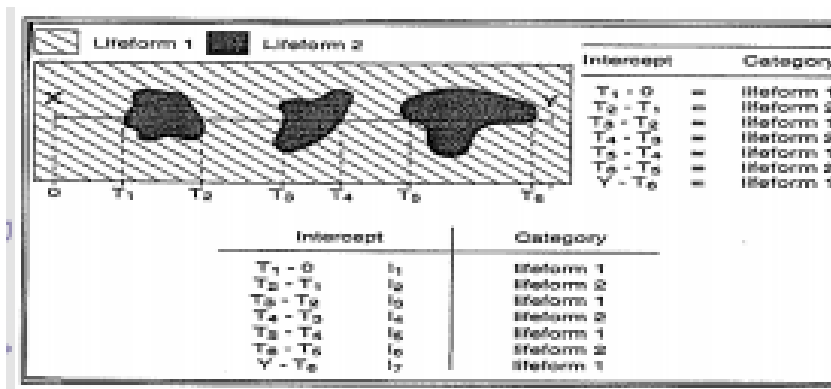 Lifeform 1 Lifeform 2
X Y
0 T₁ T₂ T₃ T₄ T₅ T₆
Intercept Category
T₁ - 0 = lifeform 1
T₂ - T₁ = lifeform 2
T₃ - T₂ = lifeform 1
T₄ - T₃ = lifeform 2
T₅ - T₄ = lifeform 1
T₆ - T₅ = lifeform 2
Y - T₆ = lifeform 1
Intercept Category
T₁ - 0 I₁ lifeform 1
T₂ - T₁ I₂ lifeform 2
T₃ - T₂ I₃ lifeform 1
T₄ - T₃ I₄ lifeform 2
T₅ - T₄ I₅ lifeform 1
T₆ - T₅ I₆ lifeform 2
Y - T₆ I₇ lifeform 1